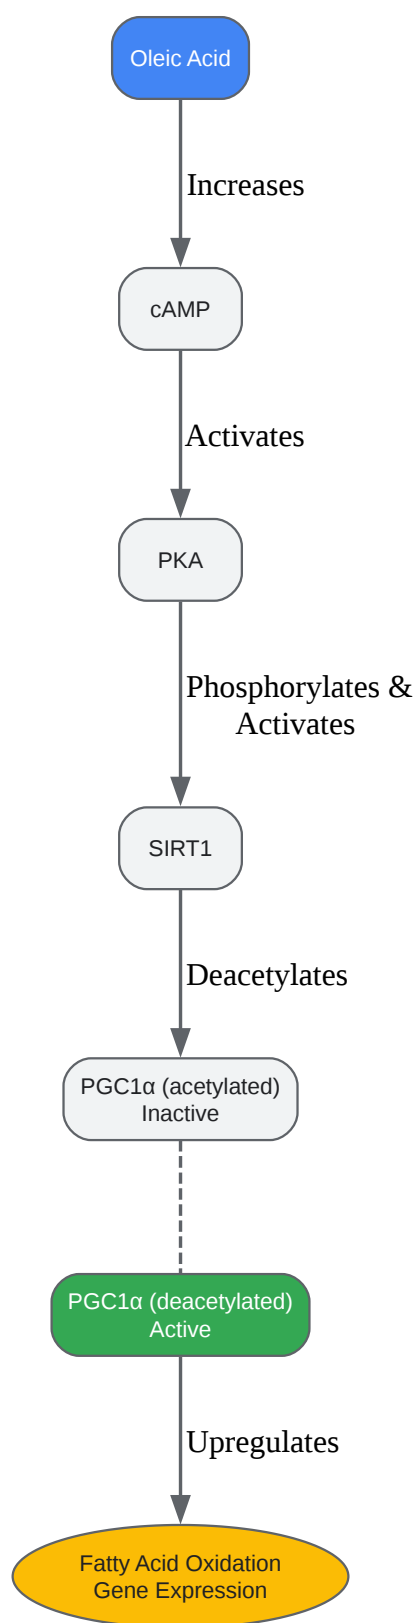 Oleic Acid
Increases
cAMP
Activates
PKA
Phosphorylates &
Activates
SIRT1
Deacetylates
PGC1α (acetylated)
Inactive
PGC1α (deacetylated)
Active
Upregulates
Fatty Acid Oxidation
Gene Expression